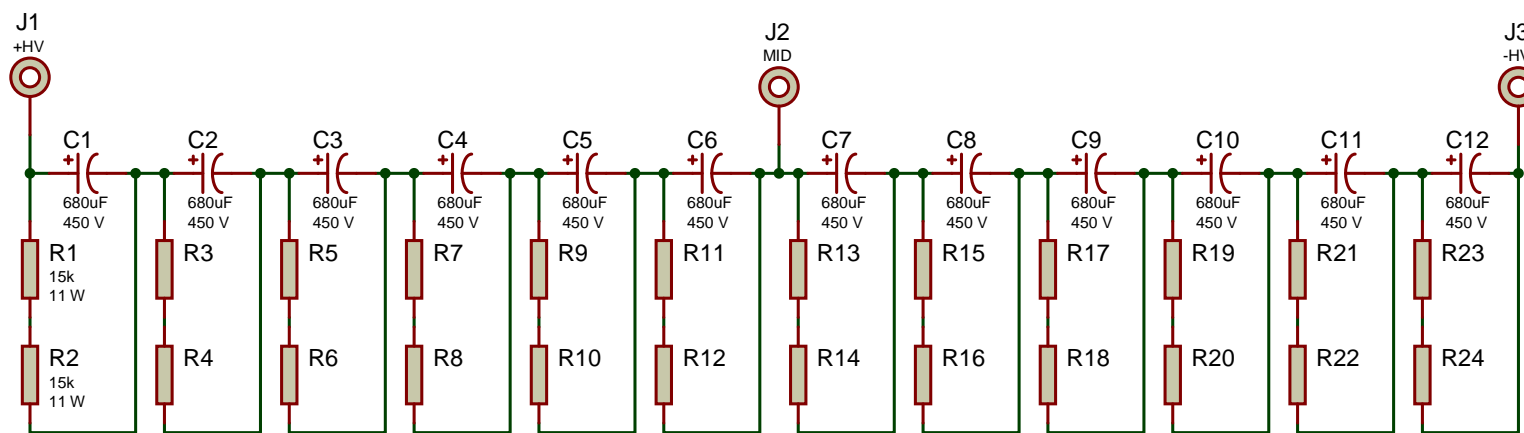 J1
+HV
J2
MID
J3
-HV
C1
C2
C3
C4
C5
C6
C7
C8
C9
C10
C11
C12
+
+
+
+
+
+
+
+
+
+
+
+
680uF
450 V
680uF
450 V
680uF
450 V
680uF
450 V
680uF
450 V
680uF
450 V
680uF
450 V
680uF
450 V
680uF
450 V
680uF
450 V
680uF
450 V
680uF
450 V
R1
15k
11 W
R3
R5
R7
R9
R11
R13
R15
R17
R19
R21
R23
R2
15k
11 W
R4
R6
R8
R10
R12
R14
R16
R18
R20
R22
R24